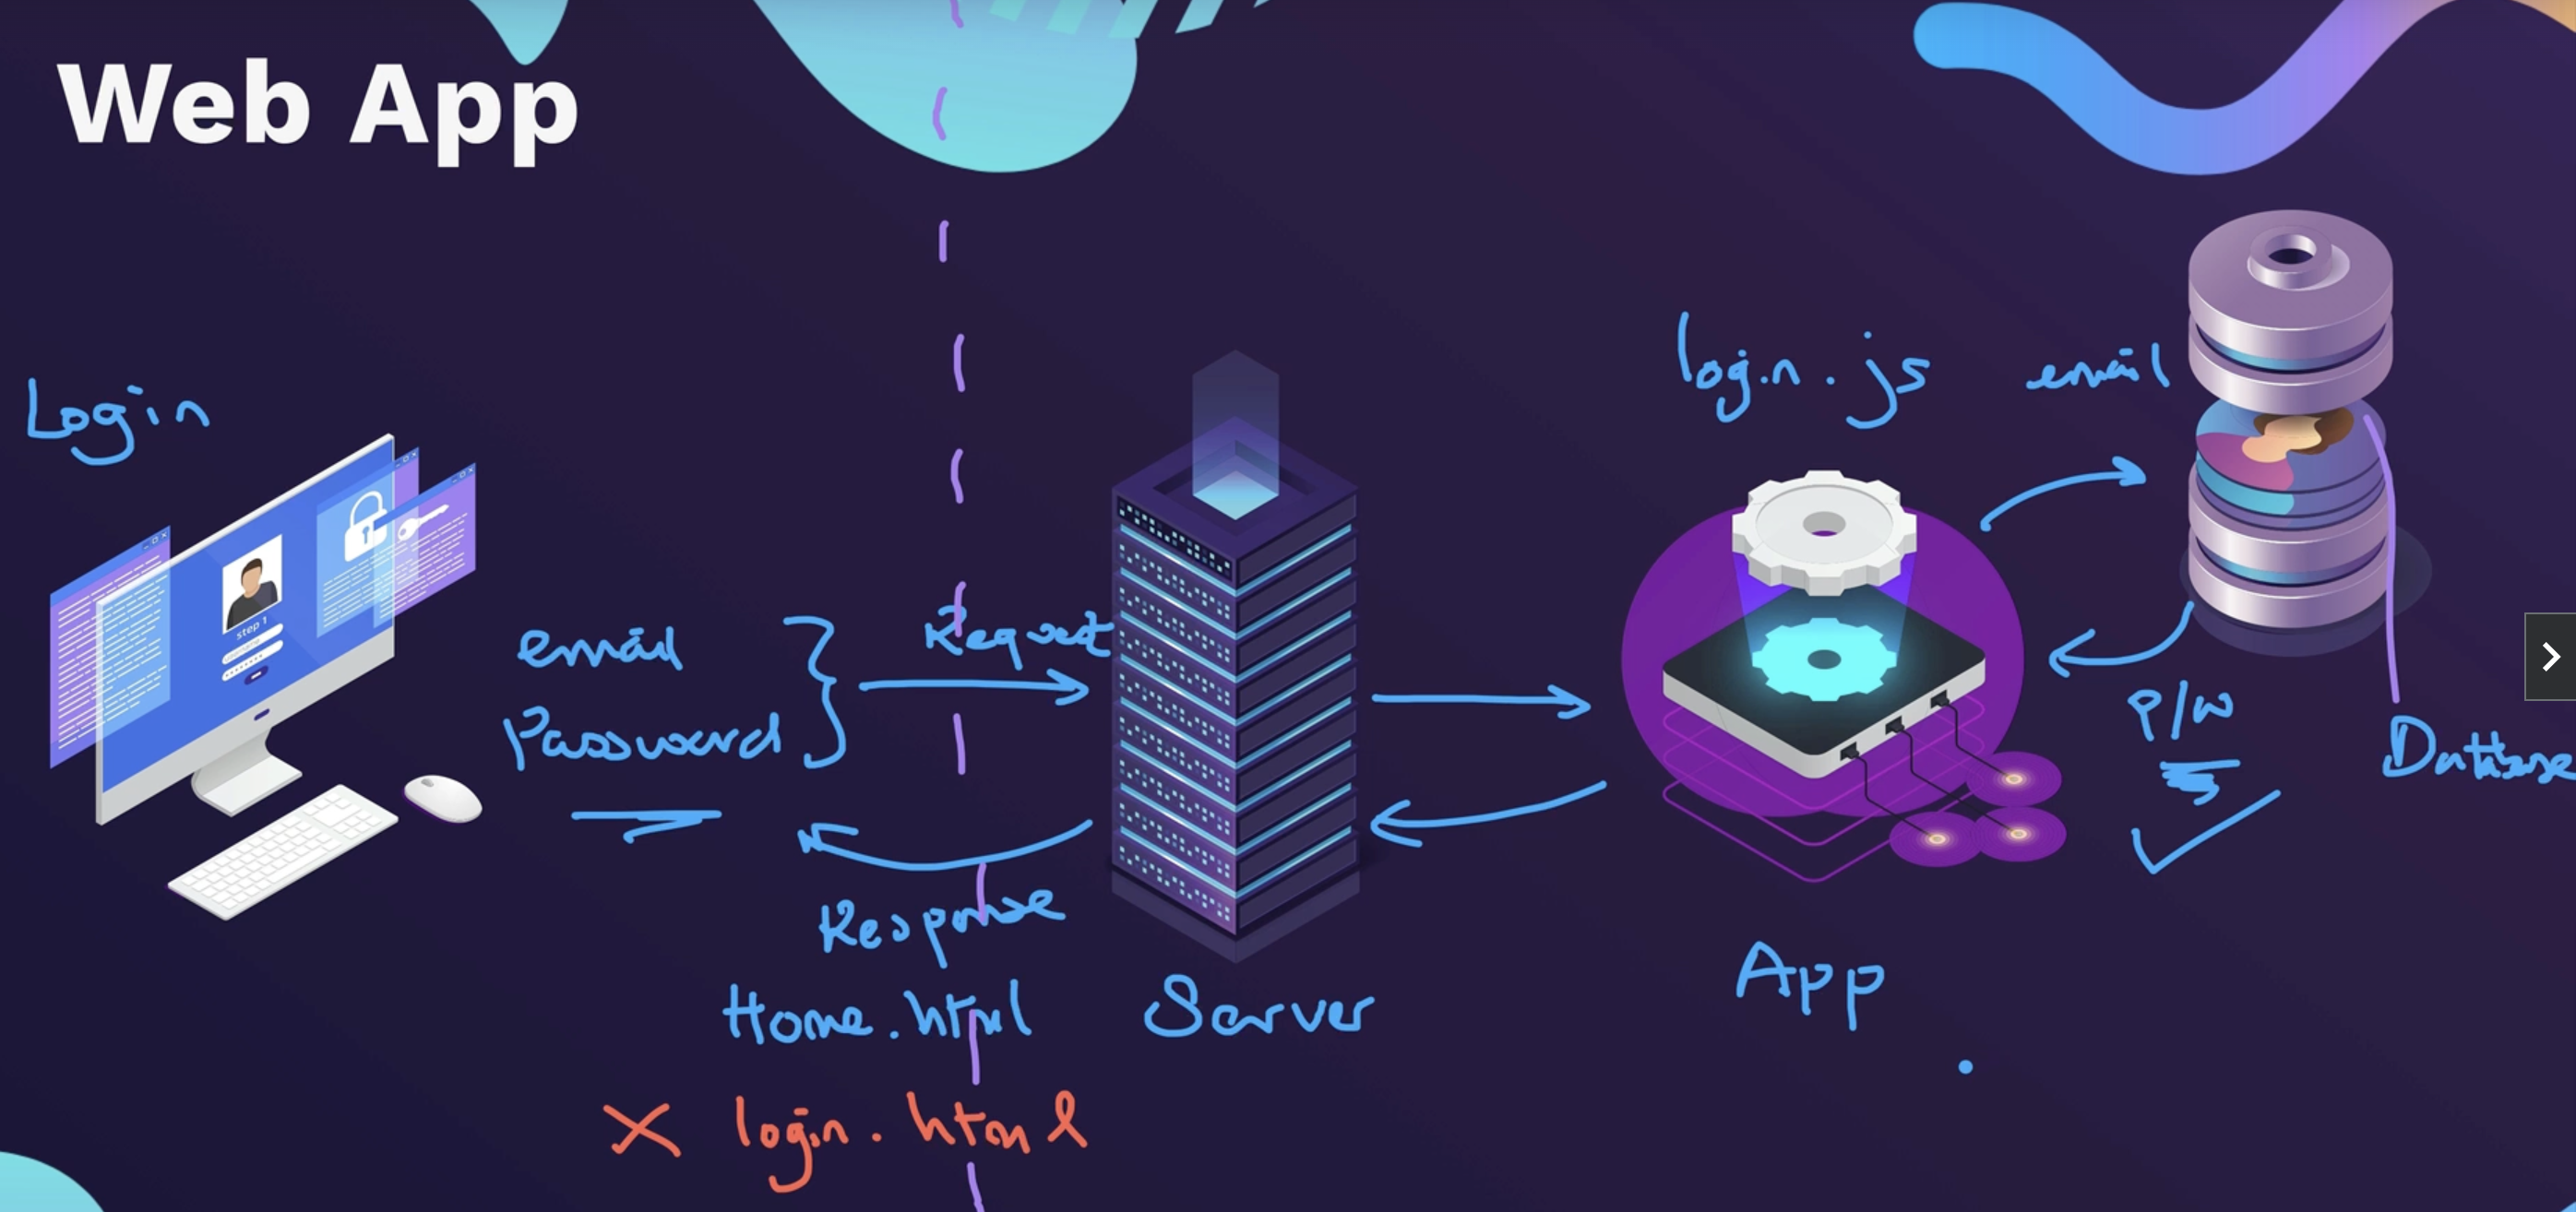 Web App
Login
login.js
email
step 1
email
Password
Request
P/W
Database
Response
Home.html
Server
App
X login.html